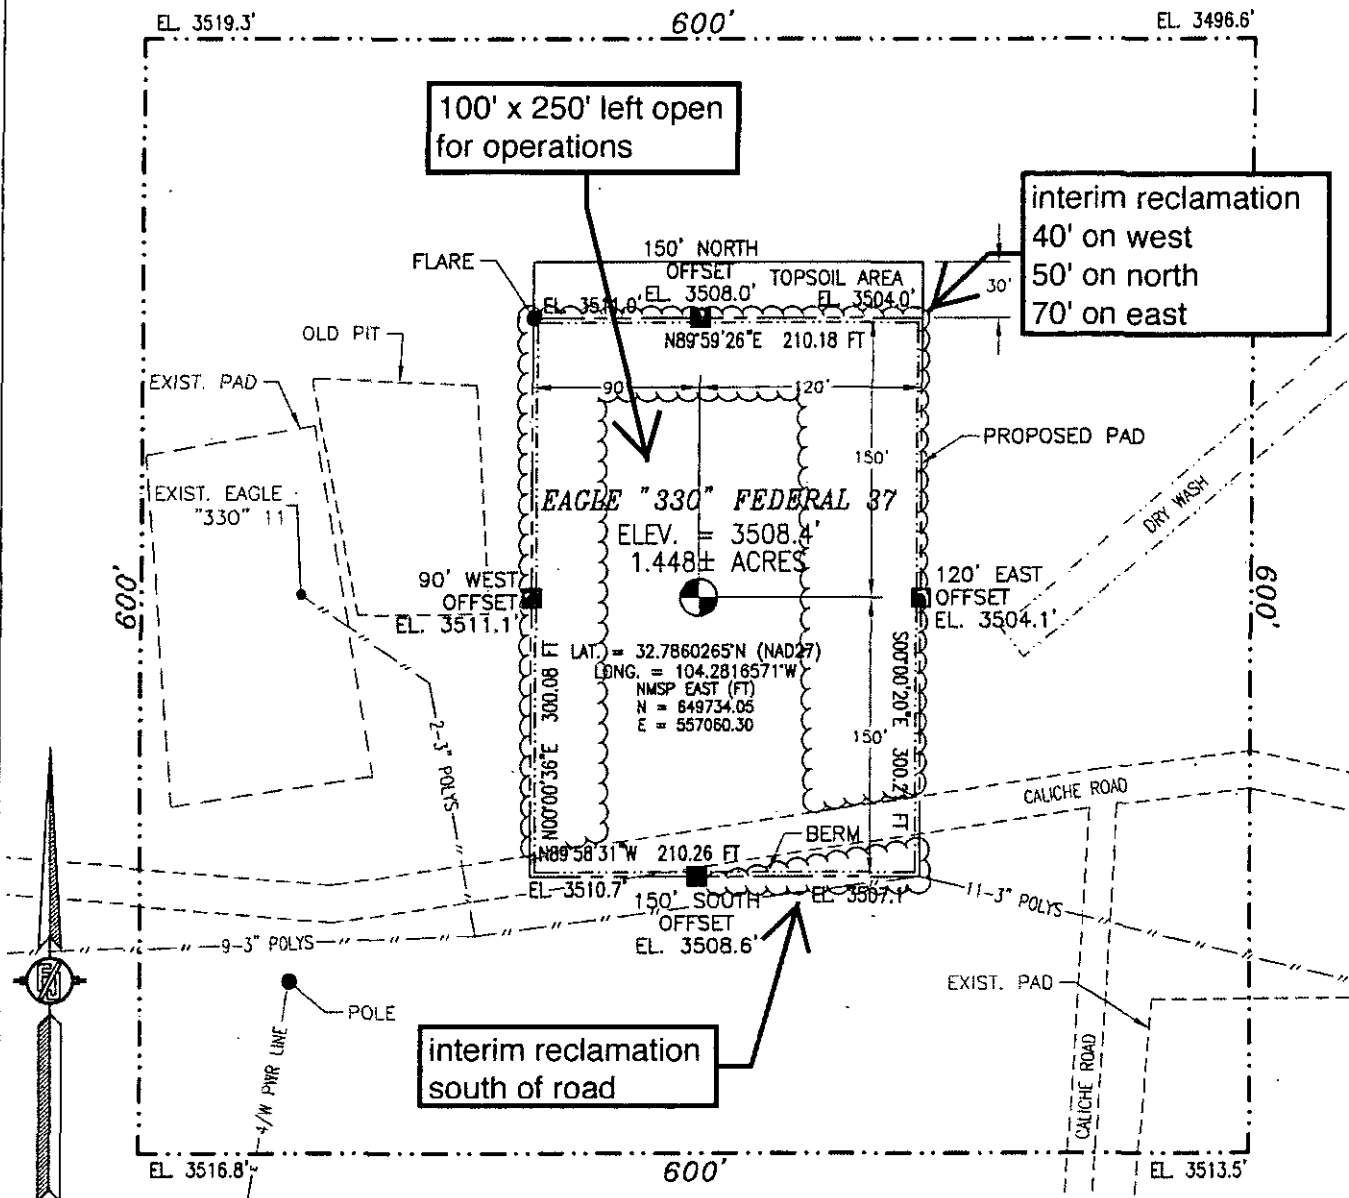 EL. 3519.3'
600'
EL. 3496.6'
100' x 250' left open
for operations
interim reclamation
40' on west
50' on north
70' on east
FLARE
150' NORTH
OFFSET
EL. 3508.0'
TOPSOIL AREA
EL. 3511.0'
EL. 3504.0'
30'
N89°59'26"E 210.18 FT
OLD PIT
EXIST. PAD
90'
120'
PROPOSED PAD
150'
EXIST. EAGLE
"330" 11
EAGLE "330" FEDERAL 37
ELEV. = 3508.4'
1.448± ACRES
DRY WASH
600'
90' WEST
OFFSET
EL. 3511.1'
120' EAST
OFFSET
EL. 3504.1'
600'
LAT. = 32.7860265°N (NAD27)
LONG. = 104.2816571°W
NMSP EAST (FT)
N = 649734.05
E = 557060.30
N00°00'36"E 300.08 FT
S00°00'20"E 300.2 FT
150'
2-3" POLYS
CALICHE ROAD
BERM
N89°58'31"W 210.26 FT
EL. 3510.7'
150' SOUTH
OFFSET
EL. 3508.6'
EL. 3507.1'
11-3" POLYS
9-3" POLYS
POLE
EXIST. PAD
4/W PWR LINE
interim reclamation
south of road
CALICHE ROAD
EL. 3516.8'
600'
EL. 3513.5'